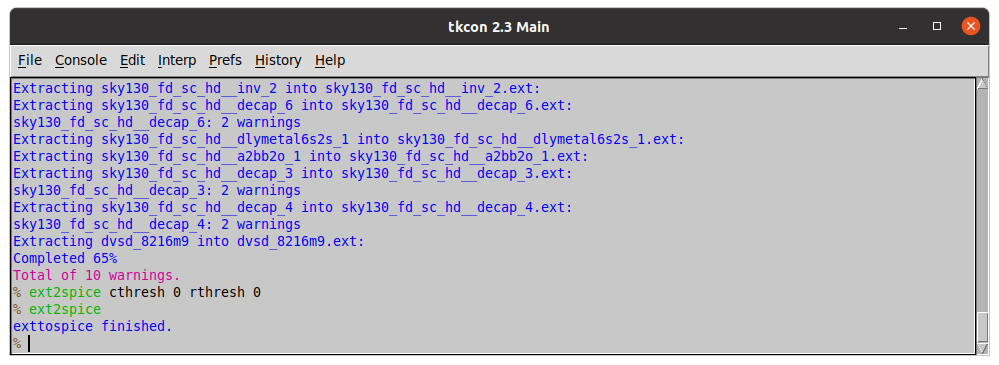 tkcon 2.3 Main
File Console Edit Interp Prefs History Help
Extracting sky130_fd_sc_hd__inv_2 into sky130_fd_sc_hd__inv_2.ext:
Extracting sky130_fd_sc_hd__decap_6 into sky130_fd_sc_hd__decap_6.ext:
sky130_fd_sc_hd__decap_6: 2 warnings
Extracting sky130_fd_sc_hd__dlymetal6s2s_1 into sky130_fd_sc_hd__dlymetal6s2s_1.ext:
Extracting sky130_fd_sc_hd__a2bb2o_1 into sky130_fd_sc_hd__a2bb2o_1.ext:
Extracting sky130_fd_sc_hd__decap_3 into sky130_fd_sc_hd__decap_3.ext:
sky130_fd_sc_hd__decap_3: 2 warnings
Extracting sky130_fd_sc_hd__decap_4 into sky130_fd_sc_hd__decap_4.ext:
sky130_fd_sc_hd__decap_4: 2 warnings
Extracting dvsd_8216m9 into dvsd_8216m9.ext:
Completed 65%
Total of 10 warnings.
% ext2spice cthresh 0 rthresh 0
% ext2spice
exttospice finished.
%